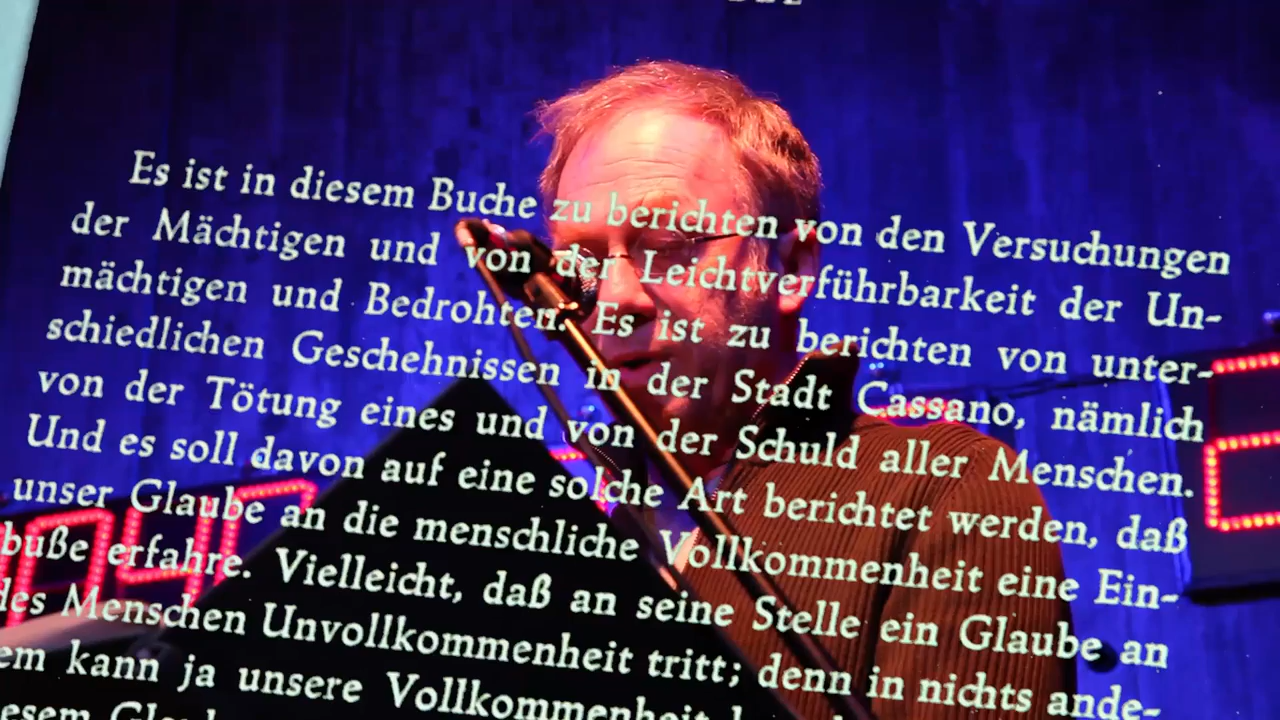 Es ist in diesem Buche zu berichten von den Versuchungen
der Mächtigen und von der Leichtverführbarkeit der Un-
mächtigen und Bedrohten. Es ist zu berichten von unter-
schiedlichen Geschehnissen in der Stadt Cassano, nämlich
von der Tötung eines und von der Schuld aller Menschen.
Und es soll davon auf eine solche Art berichtet werden, daß
unser Glaube an die menschliche Vollkommenheit eine Ein-
buße erfahre. Vielleicht, daß an seine Stelle ein Glaube an
des Menschen Unvollkommenheit tritt; denn in nichts ande-
kann ja unsere Vollkommenheit